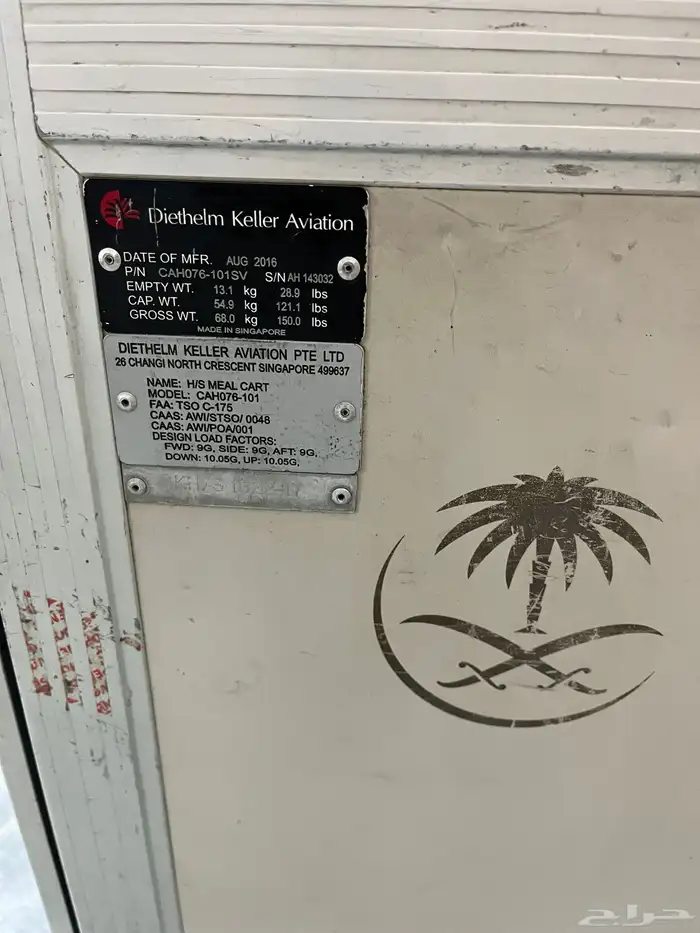 Diethelm Keller Aviation
DATE OF MFR. AUG 2016
P/N CAH076-101SV S/N AH 143032
EMPTY WT. 13.1 kg 28.9 lbs
CAP. WT. 54.9 kg 121.1 lbs
GROSS WT. 68.0 kg 150.0 lbs
MADE IN SINGAPORE
DIETHELM KELLER AVIATION PTE LTD
26 CHANGI NORTH CRESCENT SINGAPORE 499637
NAME: H/S MEAL CART
MODEL: CAH076-101
FAA: TSO C-175
CAAS: AWI/STSO/ 0048
CAAS: AWI/POA/001
DESIGN LOAD FACTORS:
FWD: 9G, SIDE: 9G, AFT: 9G,
DOWN: 10.05G, UP: 10.05G,
حراج